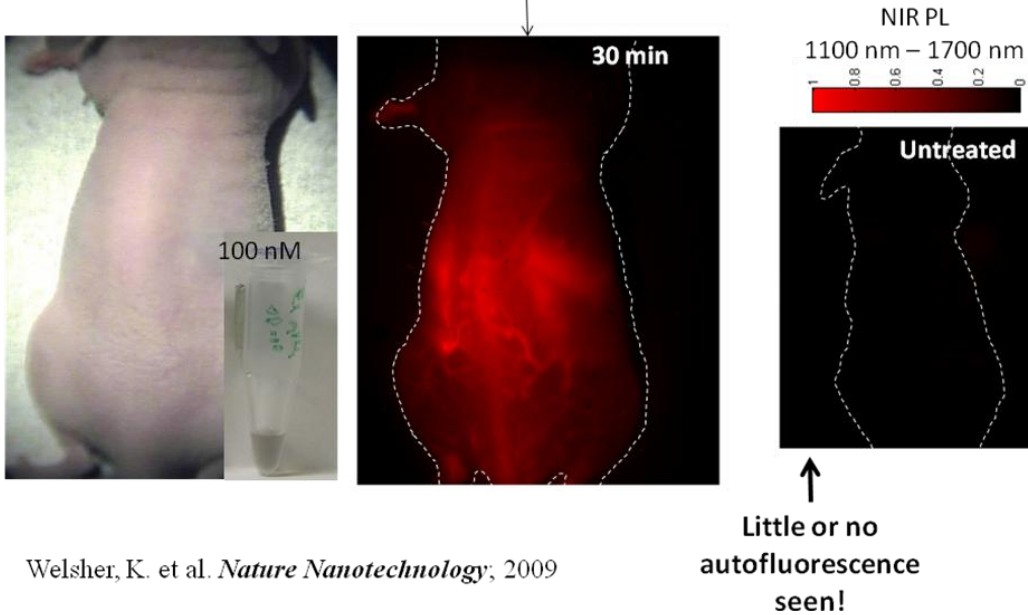 NIR PL
1100 nm – 1700 nm
1
0.8
0.6
0.4
0.2
0
30 min
Untreated
100 nM
Little or no
autofluorescence
seen!
Welsher, K. et al. Nature Nanotechnology; 2009